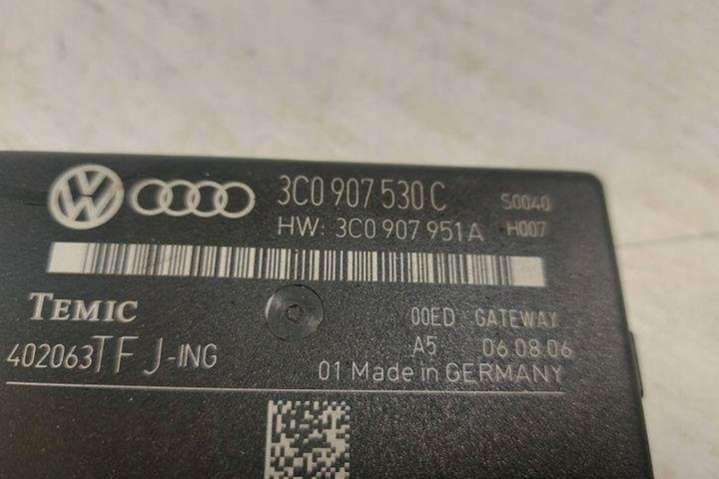 3C0 907 530 C S0040
HW: 3C0 907 951 A H007
TEMIC
00ED GATEWAY
402063TFJ-ING
A5 06.08.06
01 Made in GERMANY